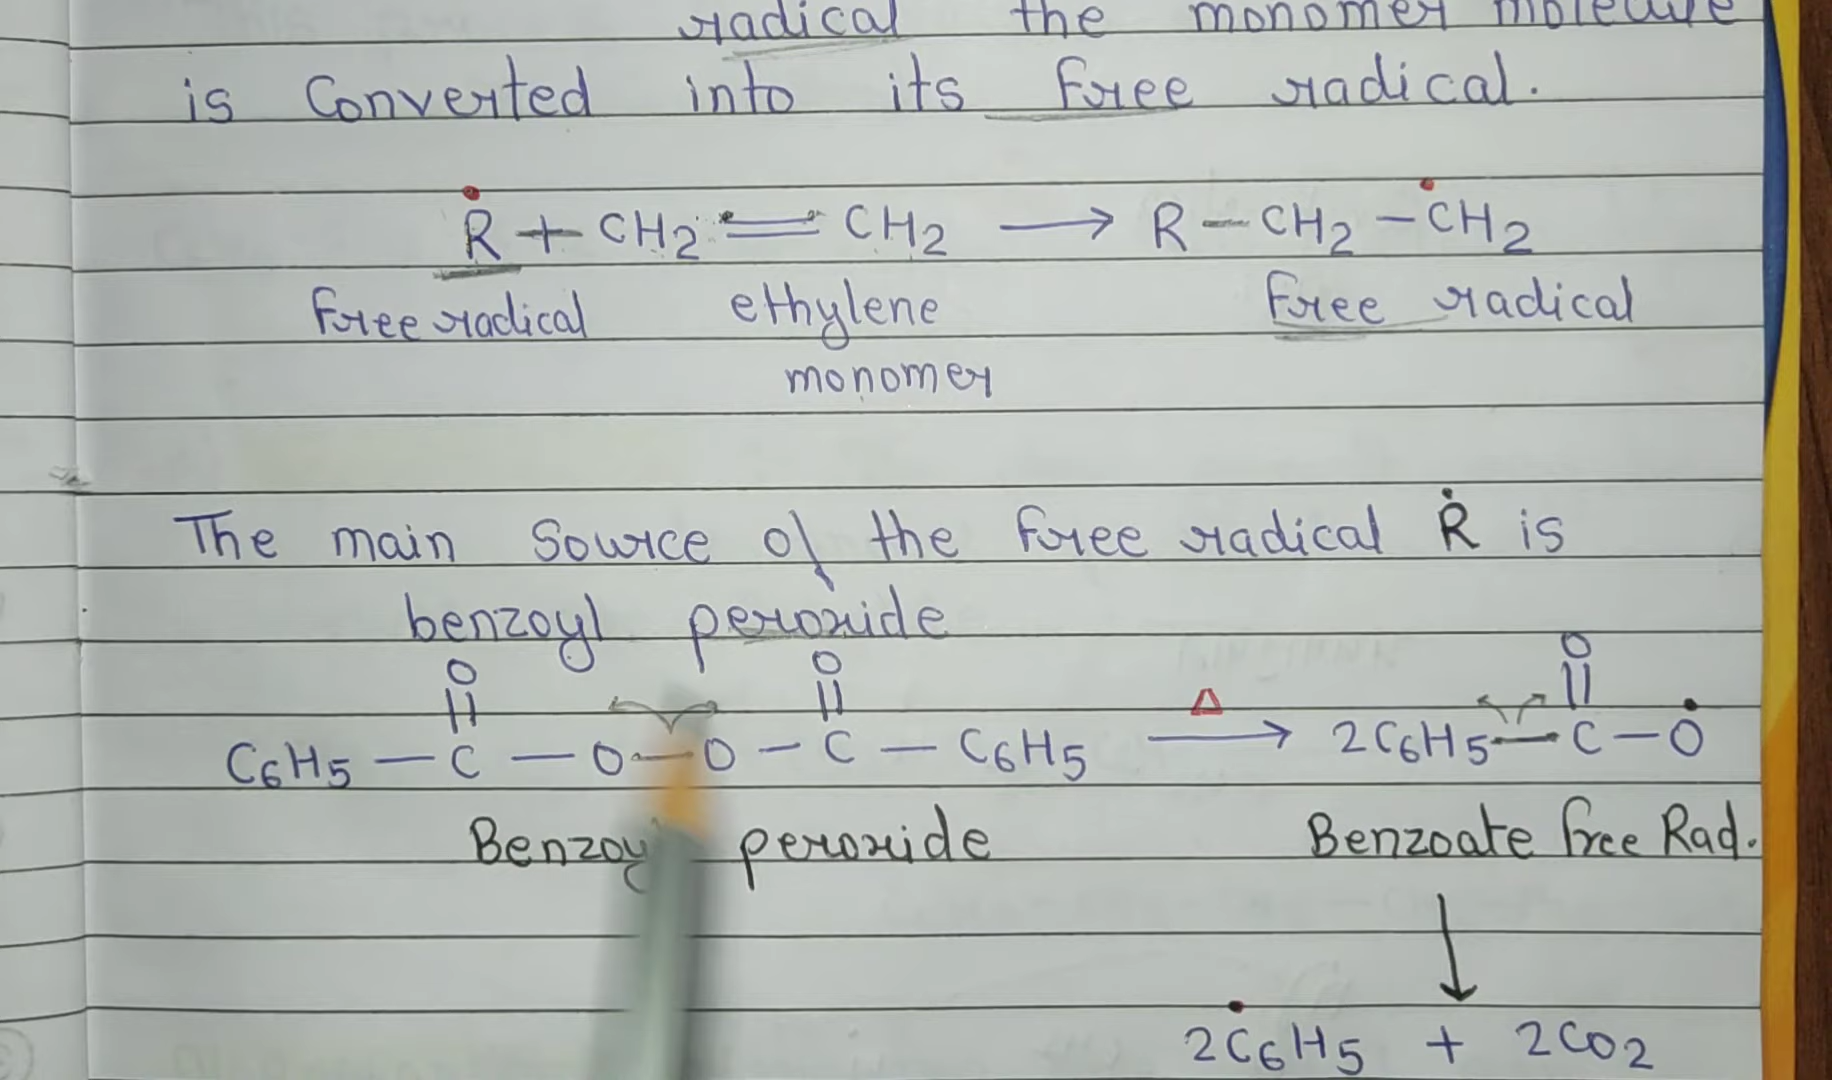 radical the monomer molecule
is Converted into its free radical.
Ṙ + CH2 = CH2 → R - CH2 - ĊH2
free radical ethylene free radical
monomer
The main source of the free radical Ṙ is
benzoyl peroxide
O O O
|| || ||
C6H5 - C - O - O - C - C6H5 Δ → 2C6H5 - C - Ȯ
Benzoyl peroxide Benzoate free Rad.
↓
2Ċ6H5 + 2CO2